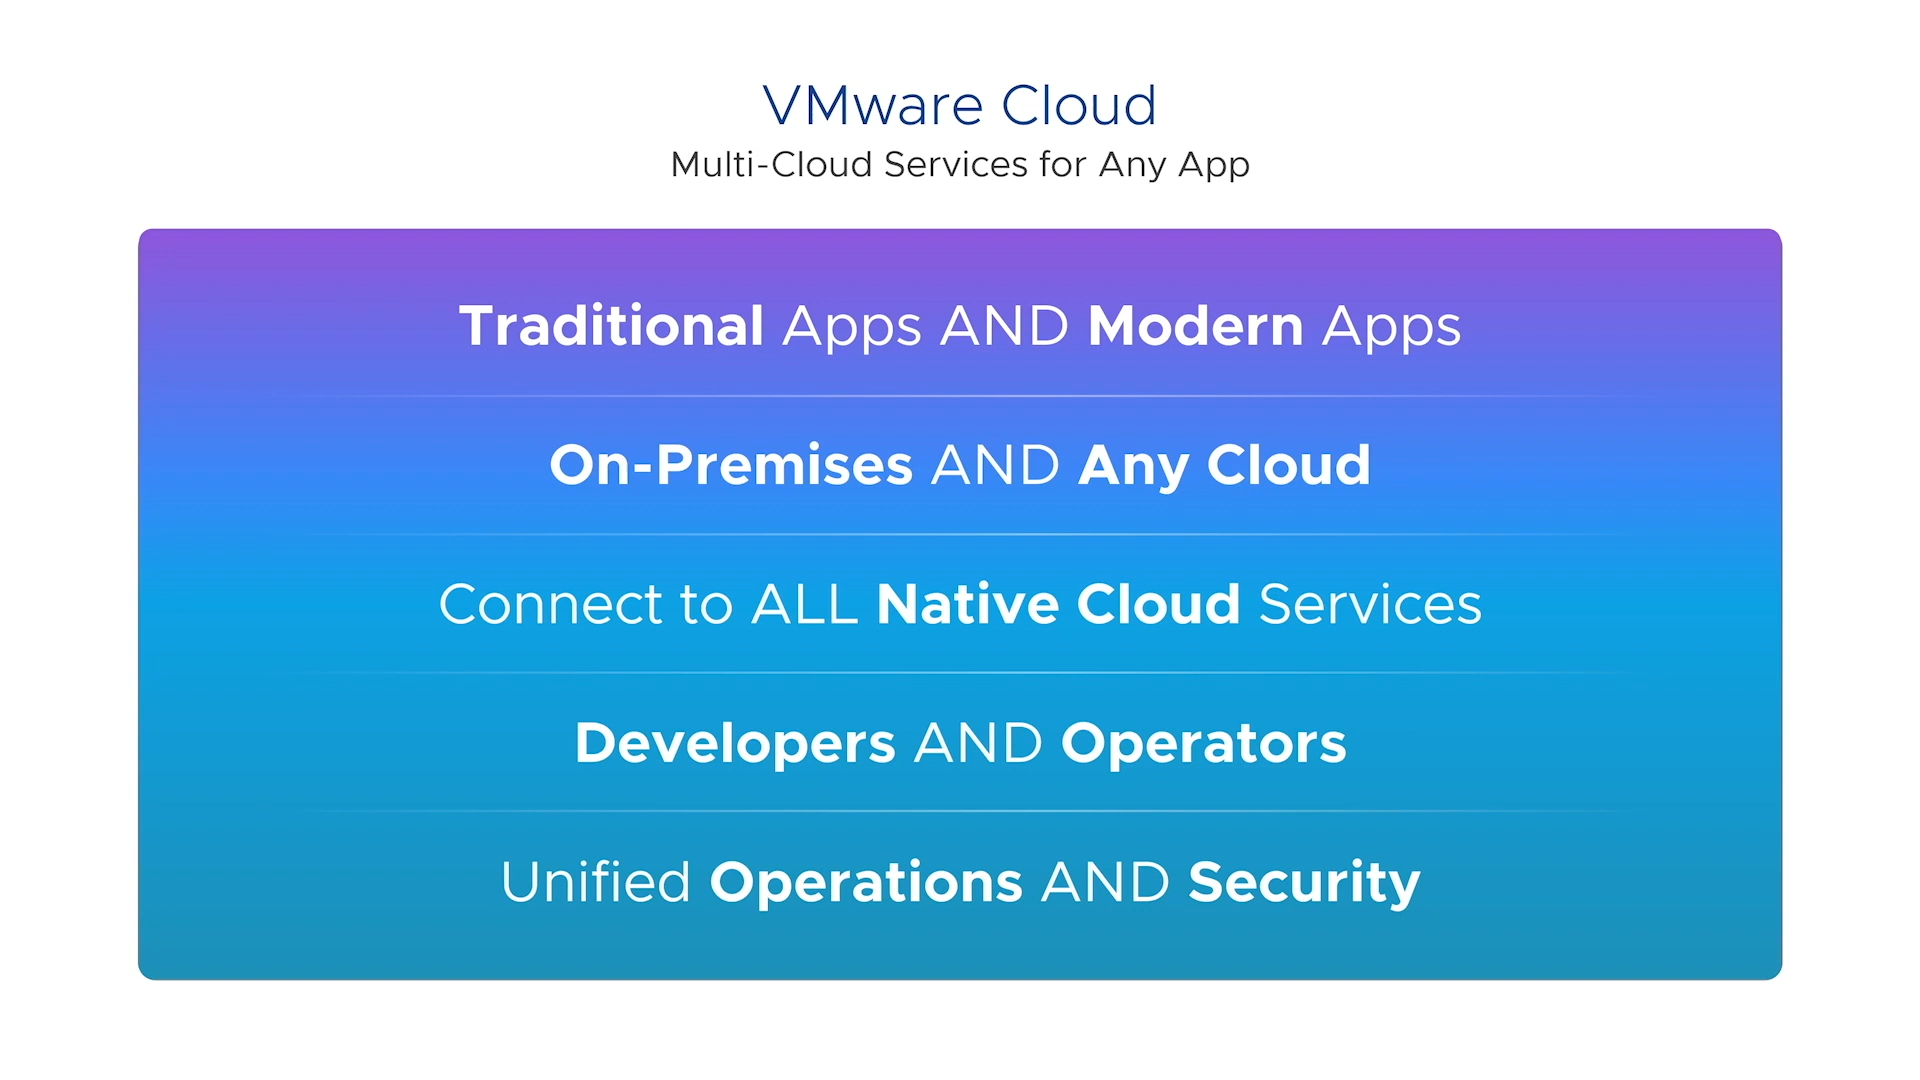 VMware Cloud
Multi-Cloud Services for Any App
Traditional Apps AND Modern Apps
On-Premises AND Any Cloud
Connect to ALL Native Cloud Services
Developers AND Operators
Unified Operations AND Security